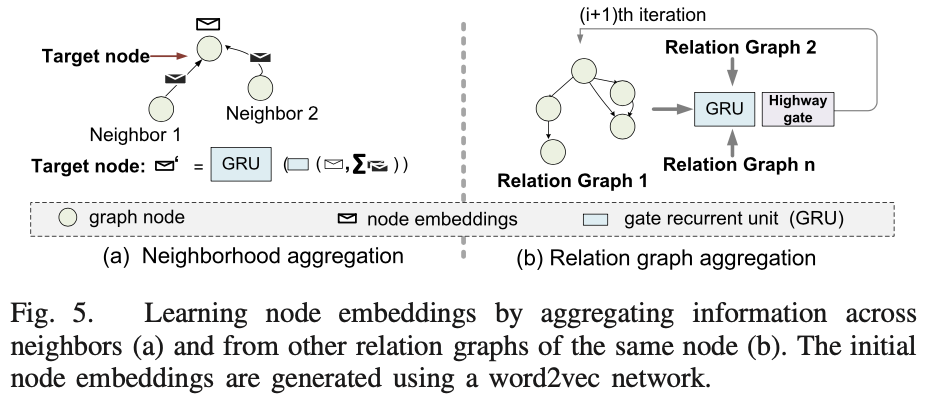 (i+1)th iteration
Target node
Relation Graph 2
Neighbor 1
Neighbor 2
GRU
Highway gate
Target node: ' = GRU ( ( , Σ ) )
Relation Graph 1
Relation Graph n
graph node
node embeddings
gate recurrent unit (GRU)
(a) Neighborhood aggregation
(b) Relation graph aggregation
Fig. 5. Learning node embeddings by aggregating information across
neighbors (a) and from other relation graphs of the same node (b). The initial
node embeddings are generated using a word2vec network.